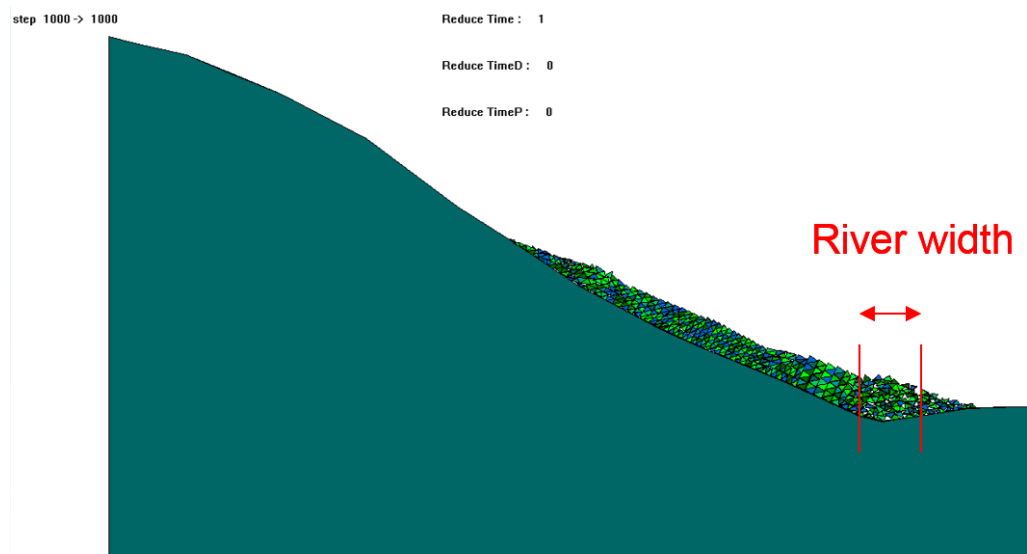 step 1000 -> 1000
Reduce Time : 1
Reduce TimeD : 0
Reduce TimeP : 0
River width